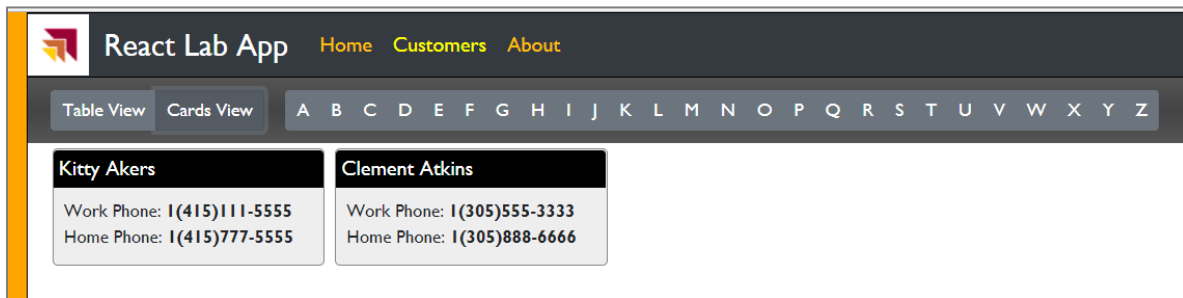 React Lab App Home Customers About
Table View Cards View A B C D E F G H I J K L M N O P Q R S T U V W X Y Z
Kitty Akers Clement Atkins
Work Phone: 1(415)111-5555 Work Phone: 1(305)555-3333
Home Phone: 1(415)777-5555 Home Phone: 1(305)888-6666